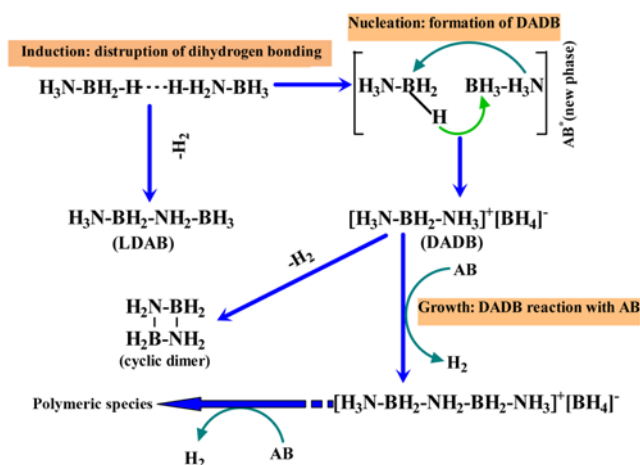 Nucleation: formation of DADB
Induction: distruption of dihydrogen bonding
H₃N-BH₂-H····H-H₂N-BH₃
H₃N-BH₂ BH₃-H₃N
H
AB* (new phase)
-H₂
H₃N-BH₂-NH₂-BH₃
(LDAB)
[H₃N-BH₂-NH₃]⁺[BH₄]⁻
(DADB)
-H₂
AB
H₂N-BH₂
H₂B-NH₂
(cyclic dimer)
Growth: DADB reaction with AB
H₂
Polymeric species
[H₃N-BH₂-NH₂-BH₂-NH₃]⁺[BH₄]⁻
H₂ AB